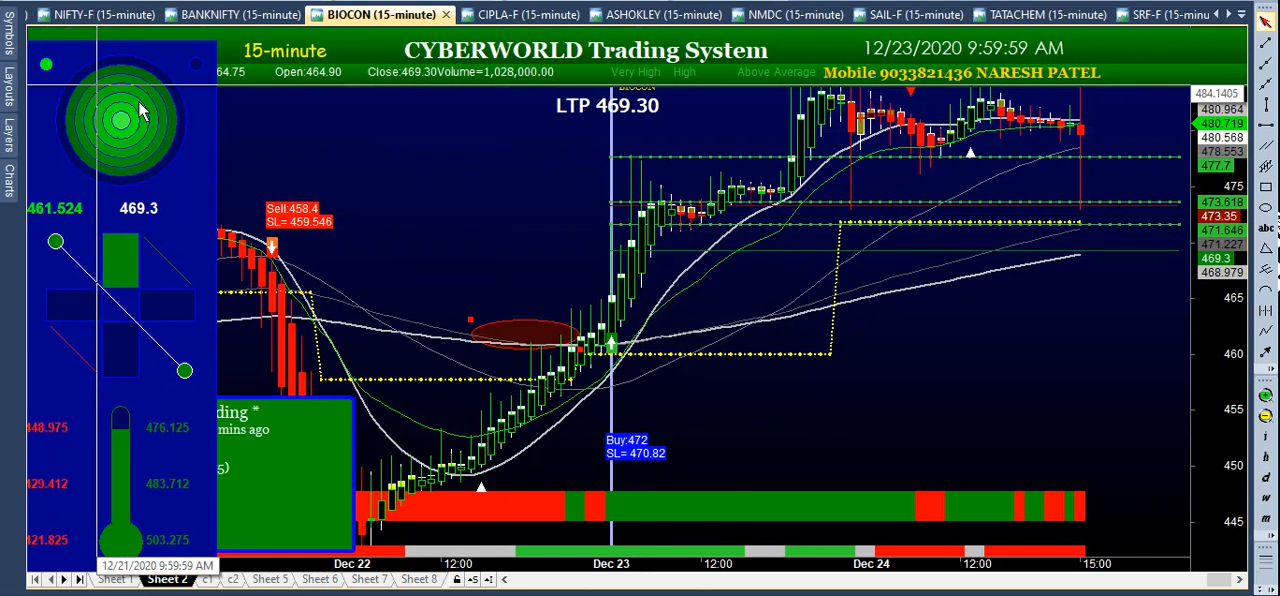 Symbols
Layouts
Layers
Charts
NIFTY-F (15-minute)
BANKNIFTY (15-minute)
BIOCON (15-minute)
CIPLA-F (15-minute)
ASHOKLEY (15-minute)
NMDC (15-minute)
SAIL-F (15-minute)
TATACHEM (15-minute)
SRF-F (15-minu
15-minute
CYBERWORLD Trading System
12/23/2020 9:59:59 AM
64.75 Open:464.90 Close:469.30Volume=1,028,000.00
Very High High Above Average
Mobile 9033821436 NARESH PATEL
BIOCON
LTP 469.30
484.1405
480.964
480.719
480.568
478.553
477.7
475
473.618
473.35
471.646
471.227
469.3
468.979
465
460
455
450
445
461.524 469.3
Sell:458.4
SL= 459.546
Buy:472
SL= 470.82
ding *
mins ago
5)
448.975 476.125
429.412 483.712
421.825 503.275
12/21/2020 9:59:59 AM
Dec 22 12:00 Dec 23 12:00 Dec 24 12:00 15:00
Sheet Sheet 2 c1 c2 Sheet 5 Sheet 6 Sheet 7 Sheet 8
abc
i
h
d
w
m